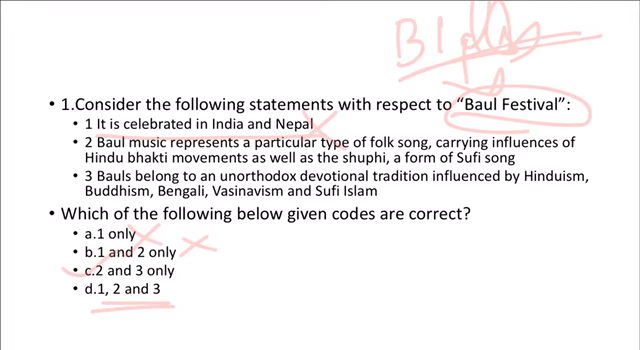 • 1.Consider the following statements with respect to “Baul Festival”:
• 1 It is celebrated in India and Nepal
• 2 Baul music represents a particular type of folk song, carrying influences of
Hindu bhakti movements as well as the shuphi, a form of Sufi song
• 3 Bauls belong to an unorthodox devotional tradition influenced by Hinduism,
Buddhism, Bengali, Vasinavism and Sufi Islam
• Which of the following below given codes are correct?
• a.1 only
• b.1 and 2 only
• c.2 and 3 only
• d.1, 2 and 3